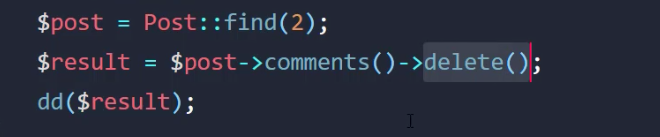 $post = Post::find(2);
$result = $post->comments()->delete();
dd($result);